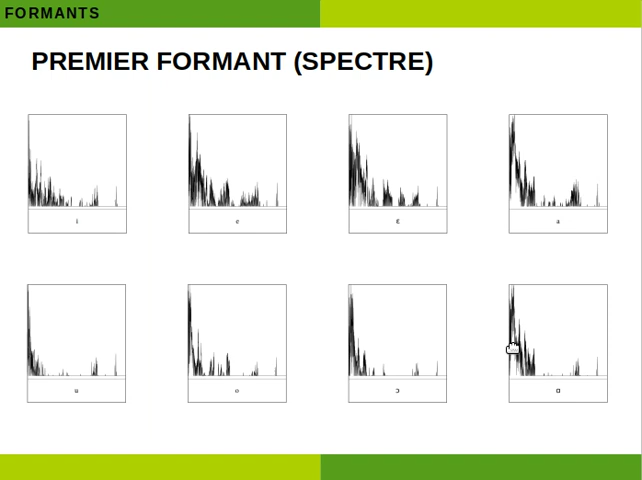 FORMANTS
PREMIER FORMANT (SPECTRE)
i
e
ɛ
a
u
o
ɔ
ɑ